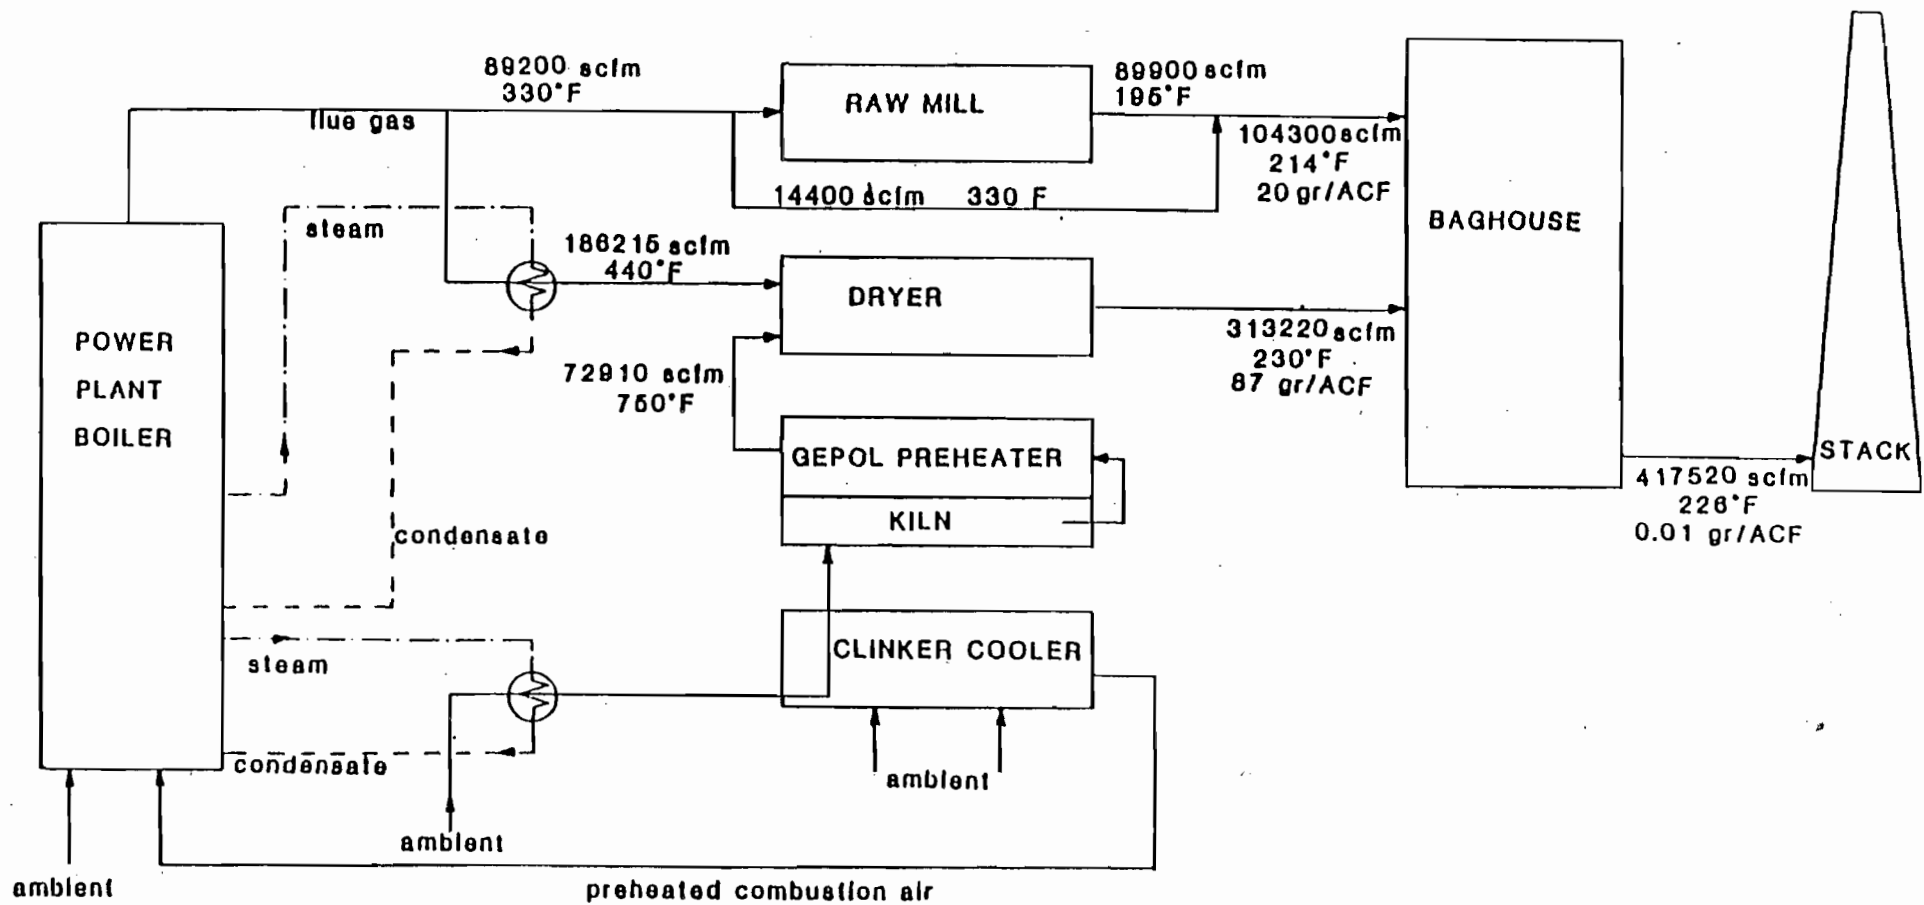 89200 scfm
330°F
flue gas
RAW MILL
89900 scfm
195°F
104300 scfm
214°F
20 gr/ACF
14400 scfm 330 F
steam
186215 scfm
440°F
DRYER
313220 scfm
230°F
87 gr/ACF
72910 scfm
750°F
GEPOL PREHEATER
KILN
BAGHOUSE
STACK
417520 scfm
226°F
0.01 gr/ACF
POWER
PLANT
BOILER
condensate
steam
condensate
CLINKER COOLER
ambient
ambient
ambient
preheated combustion air